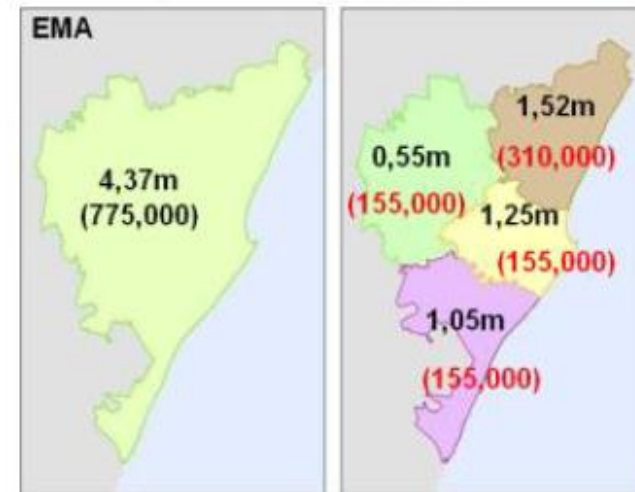 EMA
4,37m
(775,000)
1,52m
(310,000)
0,55m
(155,000)
1,25m
(155,000)
1,05m
(155,000)